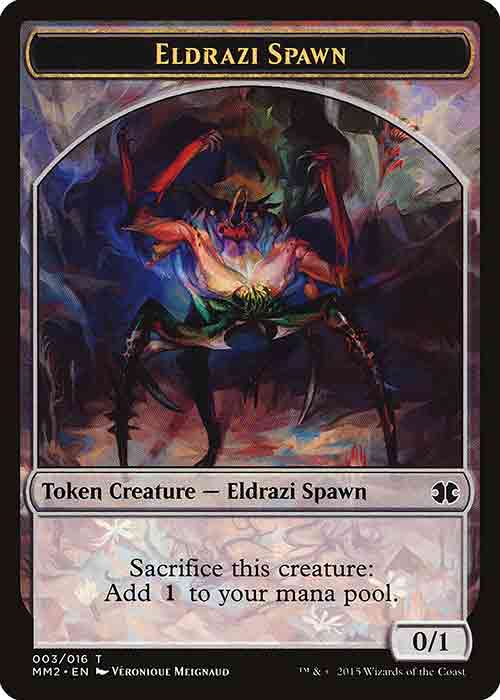 ELDRAZI SPAWN
Token Creature — Eldrazi Spawn
Sacrifice this creature:
Add 1 to your mana pool.
0/1
003/016 T
MM2 • EN VÉRONIQUE MEIGNAUD
™ & © 2015 Wizards of the Coast